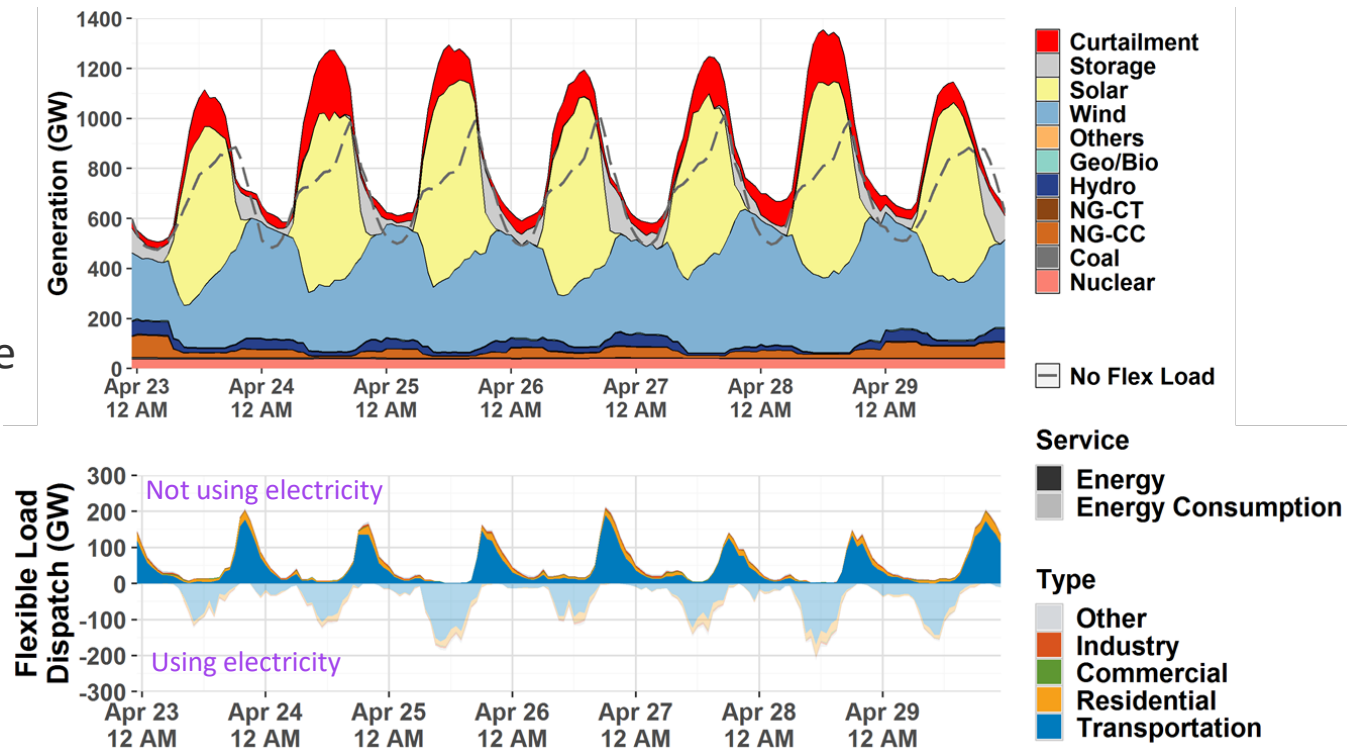 1400
1200
1000
800
600
400
200
0
Generation (GW)
Apr 23 Apr 24 Apr 25 Apr 26 Apr 27 Apr 28 Apr 29
12 AM 12 AM 12 AM 12 AM 12 AM 12 AM 12 AM
e
Curtailment
Storage
Solar
Wind
Others
Geo/Bio
Hydro
NG-CT
NG-CC
Coal
Nuclear
No Flex Load
300
200
100
0
-100
-200
-300
Flexible Load
Dispatch (GW)
Not using electricity
Using electricity
Apr 23 Apr 24 Apr 25 Apr 26 Apr 27 Apr 28 Apr 29
12 AM 12 AM 12 AM 12 AM 12 AM 12 AM 12 AM
Service
Energy
Energy Consumption
Type
Other
Industry
Commercial
Residential
Transportation